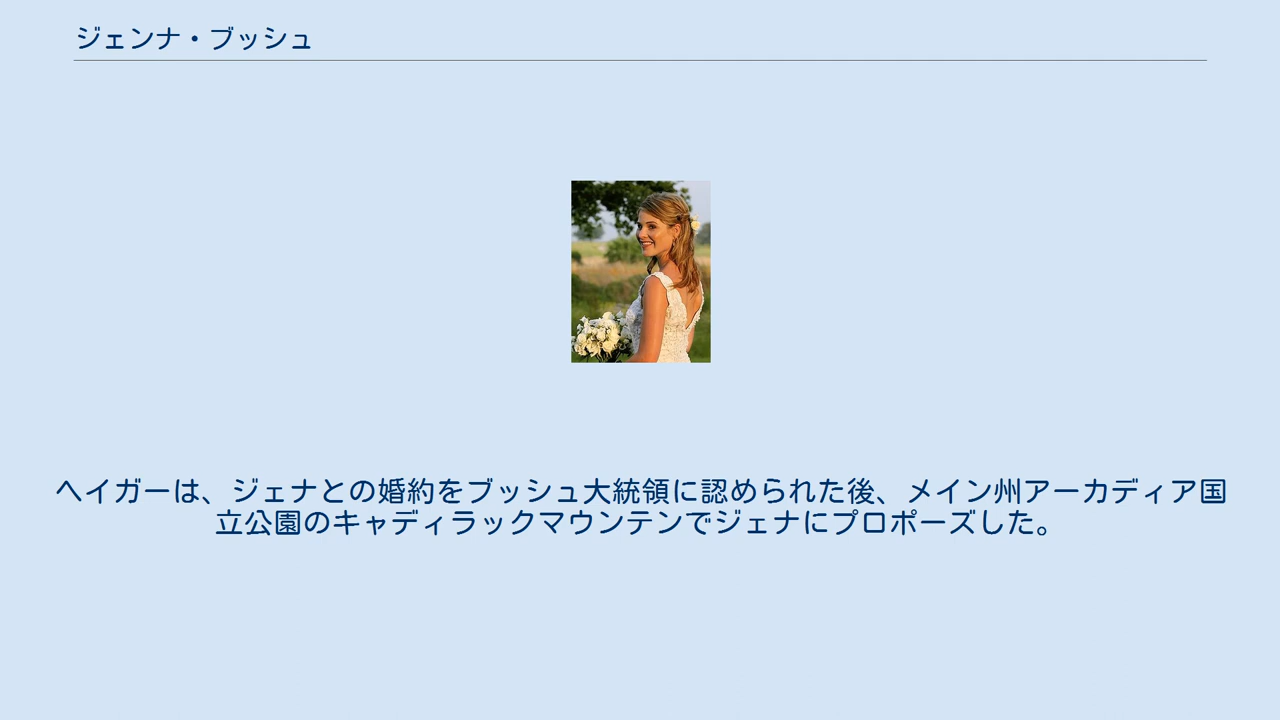 ジェンナ・ブッシュ
ヘイガーは、ジェナとの婚約をブッシュ大統領に認められた後、メイン州アーカディア国
立公園のキャディラックマウンテンでジェナにプロポーズした。